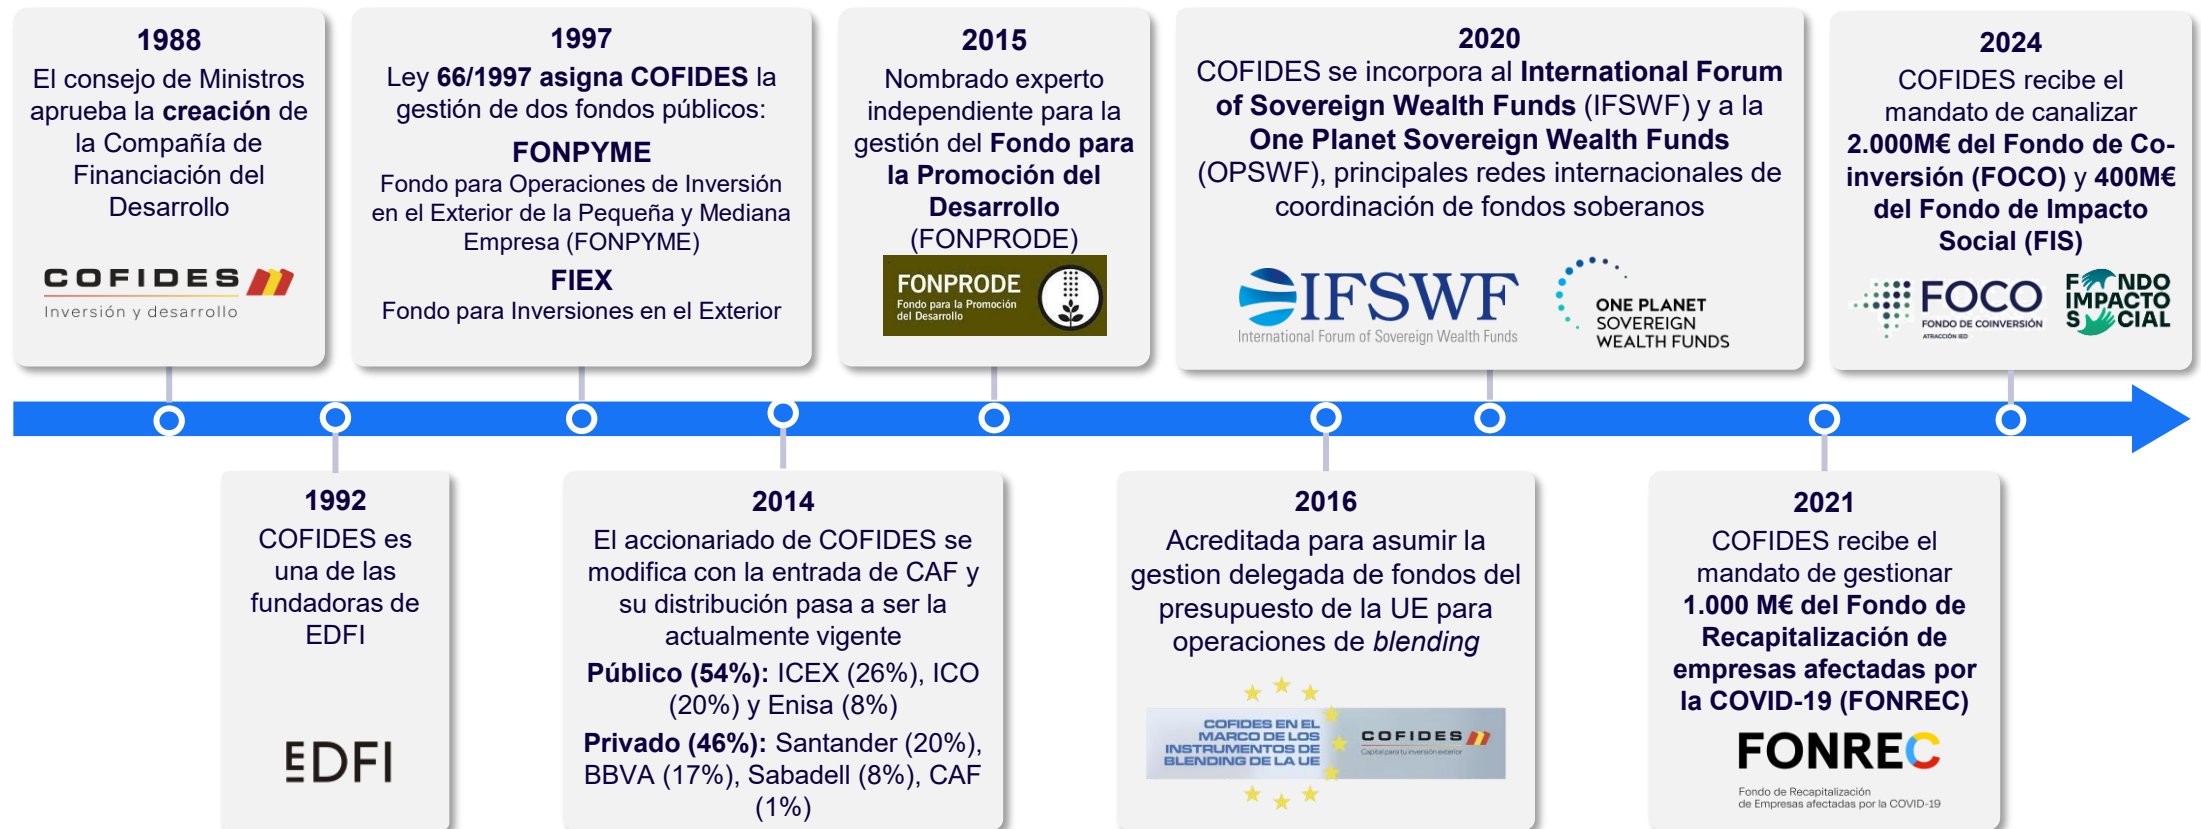 1988
El consejo de Ministros
aprueba la creación de
la Compañía de
Financiación del
Desarrollo
COFIDES
Inversión y desarrollo
1997
Ley 66/1997 asigna COFIDES la
gestión de dos fondos públicos:
FONPYME
Fondo para Operaciones de Inversión
en el Exterior de la Pequeña y Mediana
Empresa (FONPYME)
FIEX
Fondo para Inversiones en el Exterior
2015
Nombrado experto
independiente para la
gestión del Fondo para
la Promoción del
Desarrollo
(FONPRODE)
FONPRODE
Fondo para la Promoción
del Desarrollo
2020
COFIDES se incorpora al International Forum
of Sovereign Wealth Funds (IFSWF) y a la
One Planet Sovereign Wealth Funds
(OPSWF), principales redes internacionales de
coordinación de fondos soberanos
IFSWF
International Forum of Sovereign Wealth Funds
ONE PLANET
SOVEREIGN
WEALTH FUNDS
2024
COFIDES recibe el
mandato de canalizar
2.000M€ del Fondo de Co-
inversión (FOCO) y 400M€
del Fondo de Impacto
Social (FIS)
FOCO
FONDO DE COINVERSIÓN
ATRACCIÓN IED
FONDO
IMPACTO
SOCIAL
1992
COFIDES es
una de las
fundadoras de
EDFI
EDFI
2014
El accionariado de COFIDES se
modifica con la entrada de CAF y
su distribución pasa a ser la
actualmente vigente
Público (54%): ICEX (26%), ICO
(20%) y Enisa (8%)
Privado (46%): Santander (20%),
BBVA (17%), Sabadell (8%), CAF
(1%)
2016
Acreditada para asumir la
gestion delegada de fondos del
presupuesto de la UE para
operaciones de blending
COFIDES EN EL
MARCO DE LOS
INSTRUMENTOS DE
BLENDING DE LA UE
COFIDES
Capital para tu inversión exterior
2021
COFIDES recibe el
mandato de gestionar
1.000 M€ del Fondo de
Recapitalización de
empresas afectadas por
la COVID-19 (FONREC)
FONREC
Fondo de Recapitalización
de Empresas afectadas por la COVID-19